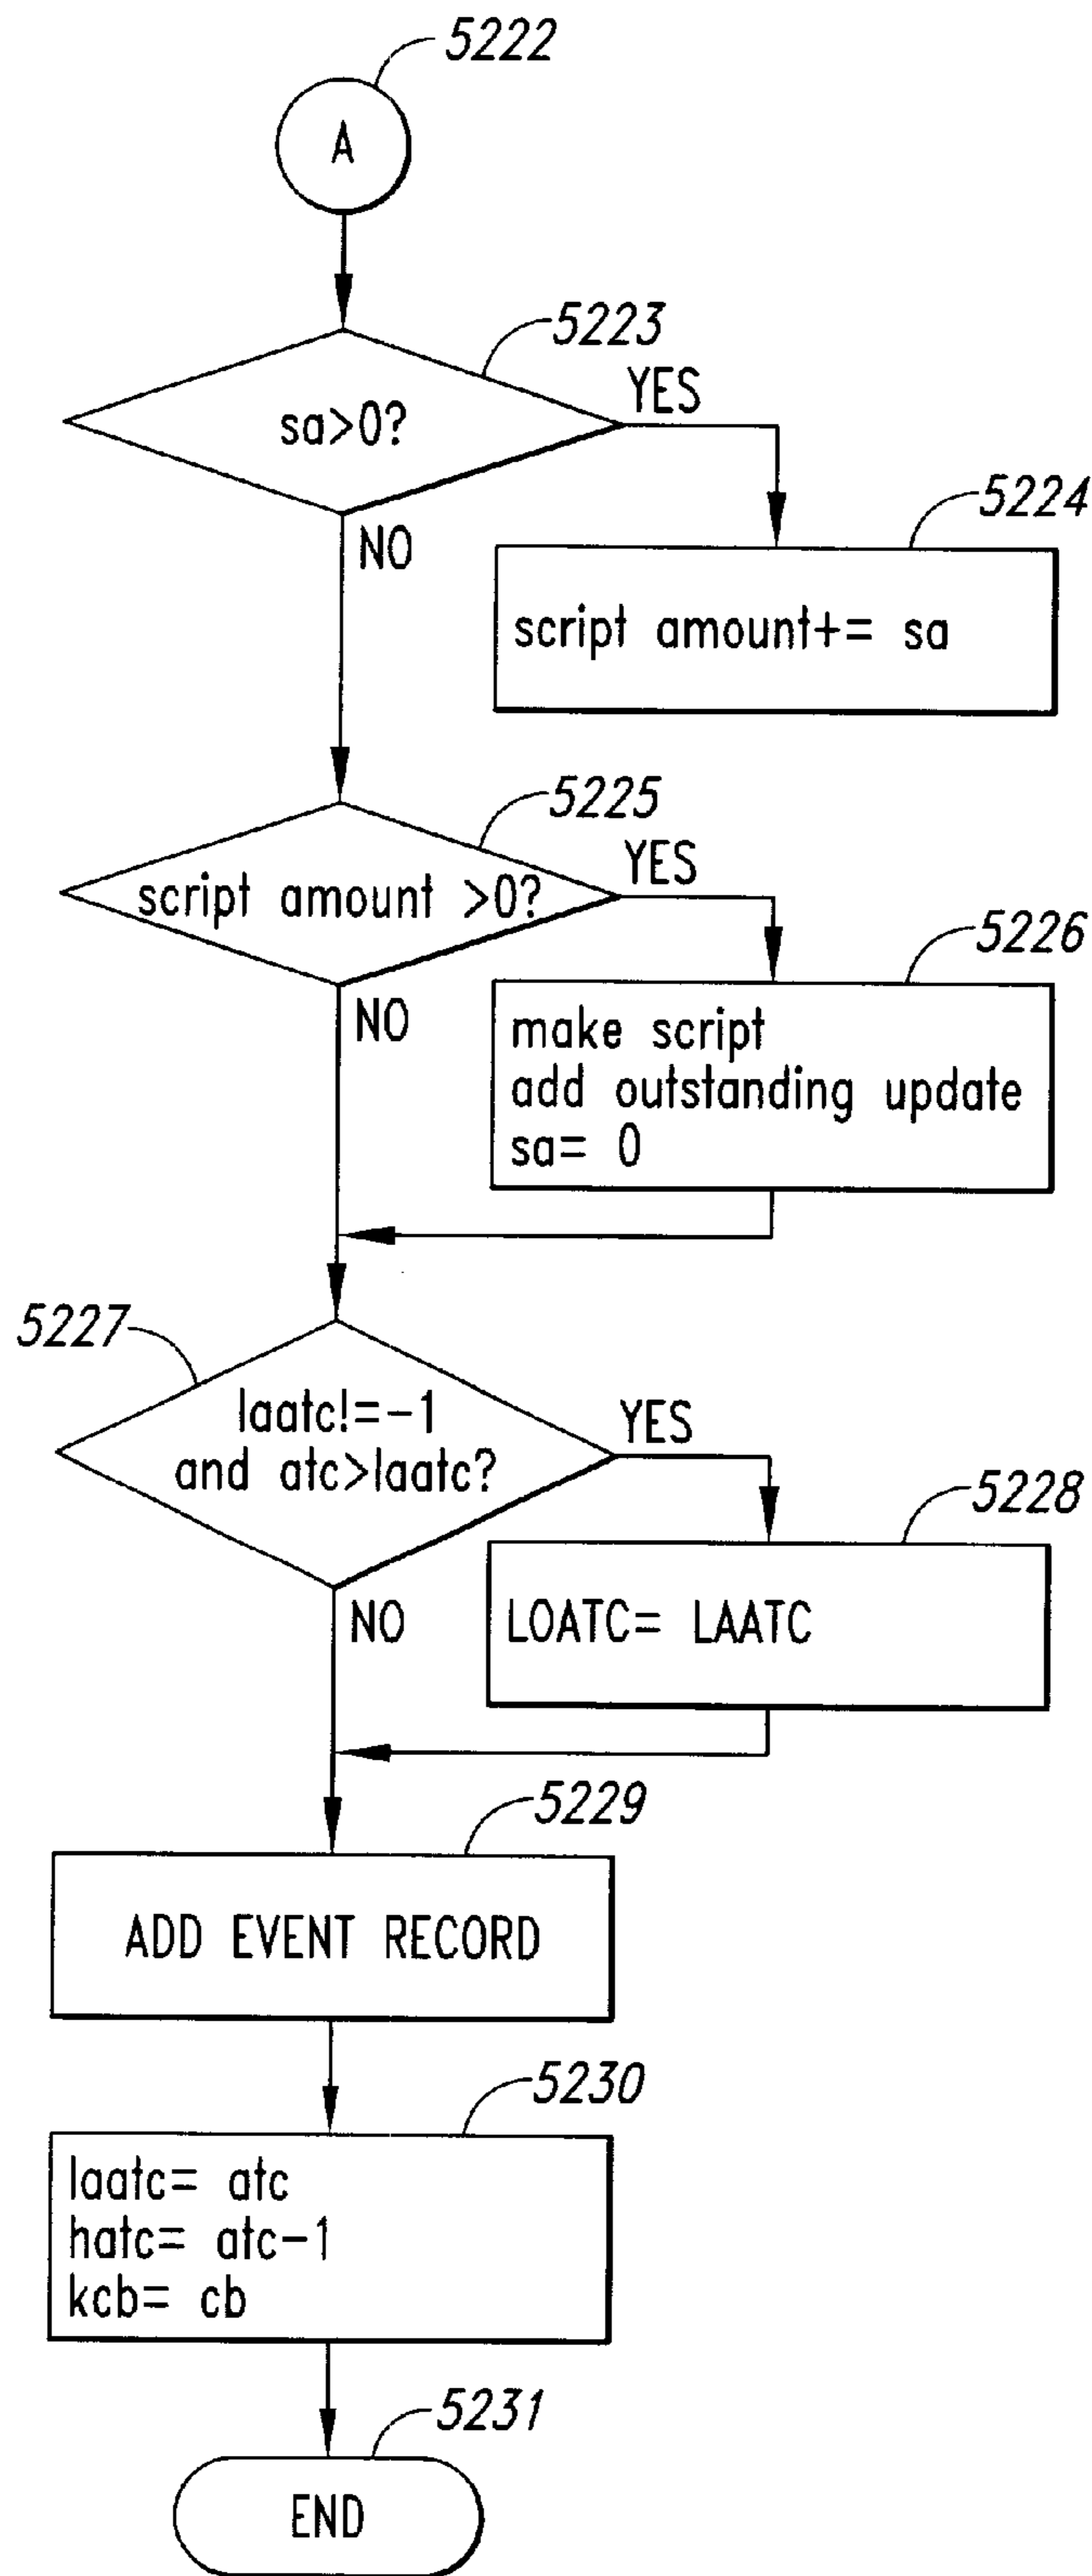 5222
A
5223
sa>0?
YES
NO
5224
script amount+= sa
5225
script amount >0?
YES
NO
5226
make script
add outstanding update
sa= 0
5227
laatc!=-1
and atc>laatc?
YES
NO
5228
LOATC= LAATC
5229
ADD EVENT RECORD
5230
laatc= atc
hatc= atc-1
kcb= cb
5231
END